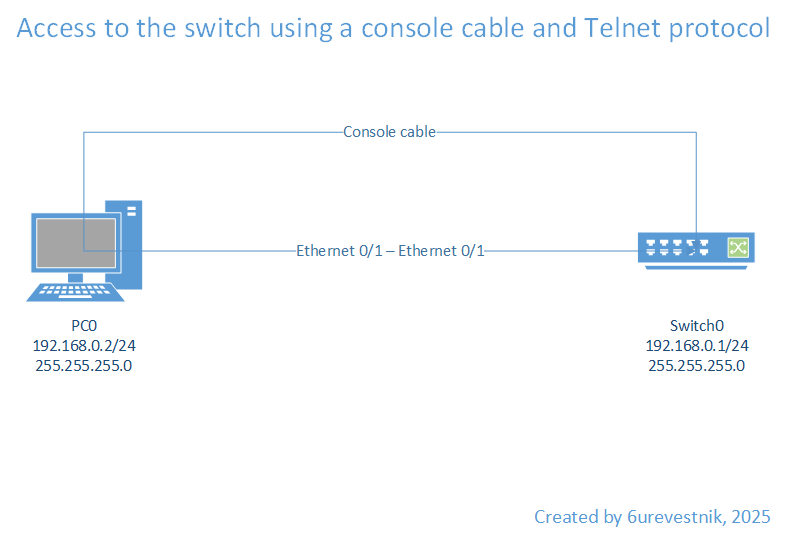 Access to the switch using a console cable and Telnet protocol
Console cable
Ethernet 0/1 – Ethernet 0/1
PC0
192.168.0.2/24
255.255.255.0
Switch0
192.168.0.1/24
255.255.255.0
Created by 6urevestnik, 2025